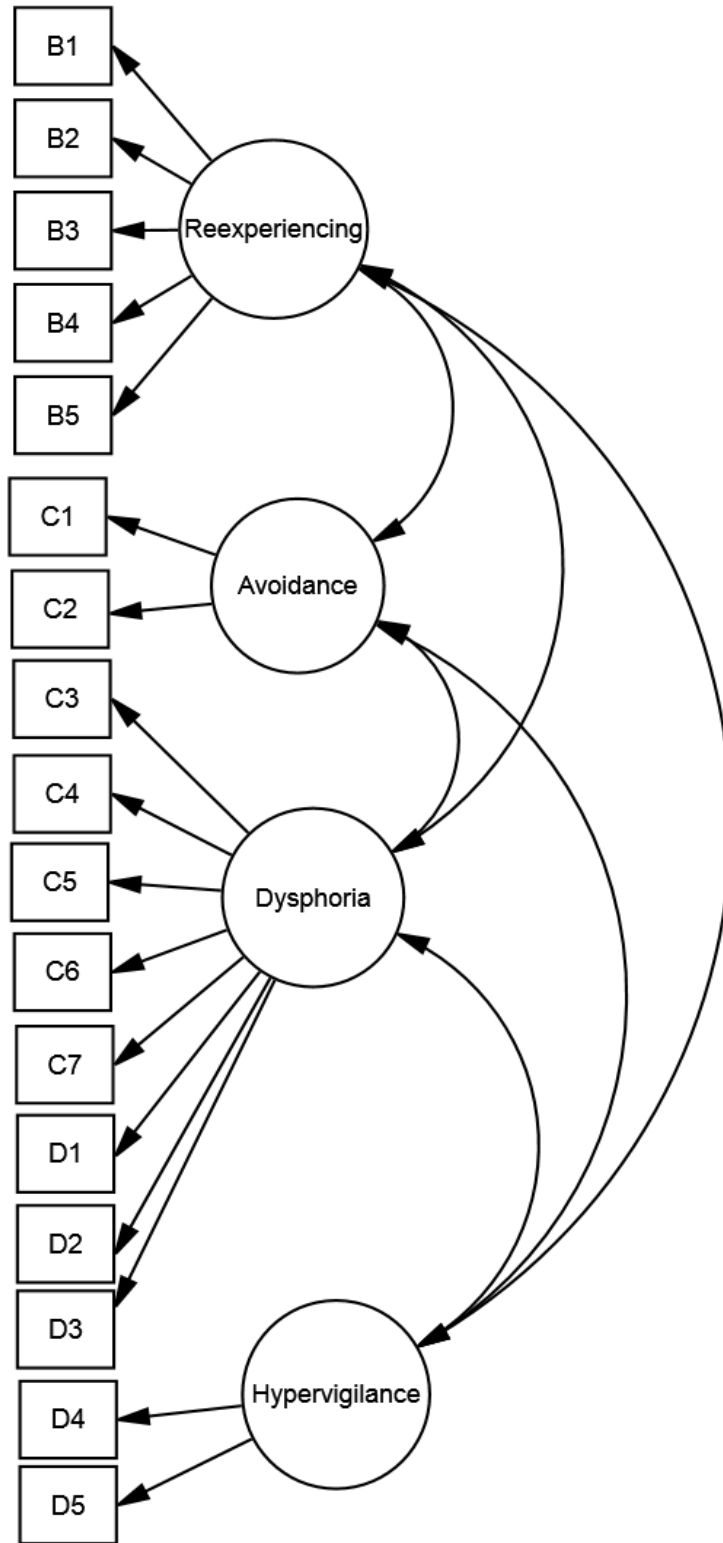 B1
B2
B3
B4
B5
Reexperiencing
C1
C2
Avoidance
C3
C4
C5
C6
C7
D1
D2
D3
Dysphoria
D4
D5
Hypervigilance